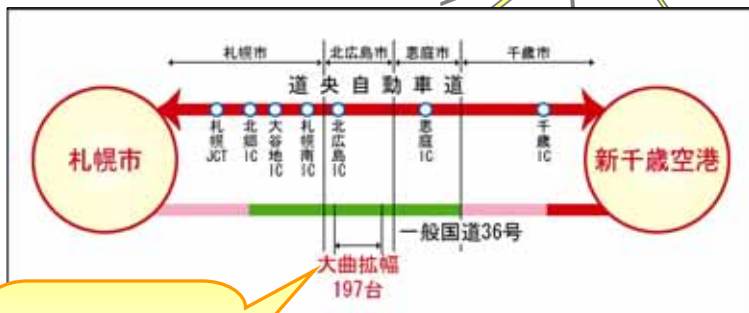 札幌市
北広島市
恵庭市
千歳市
道央自動車道
札幌市
札幌JCT
北郷IC
大谷地IC
札幌南IC
北広島IC
恵庭IC
千歳IC
新千歳空港
一般国道36号
大曲拡幅
197台